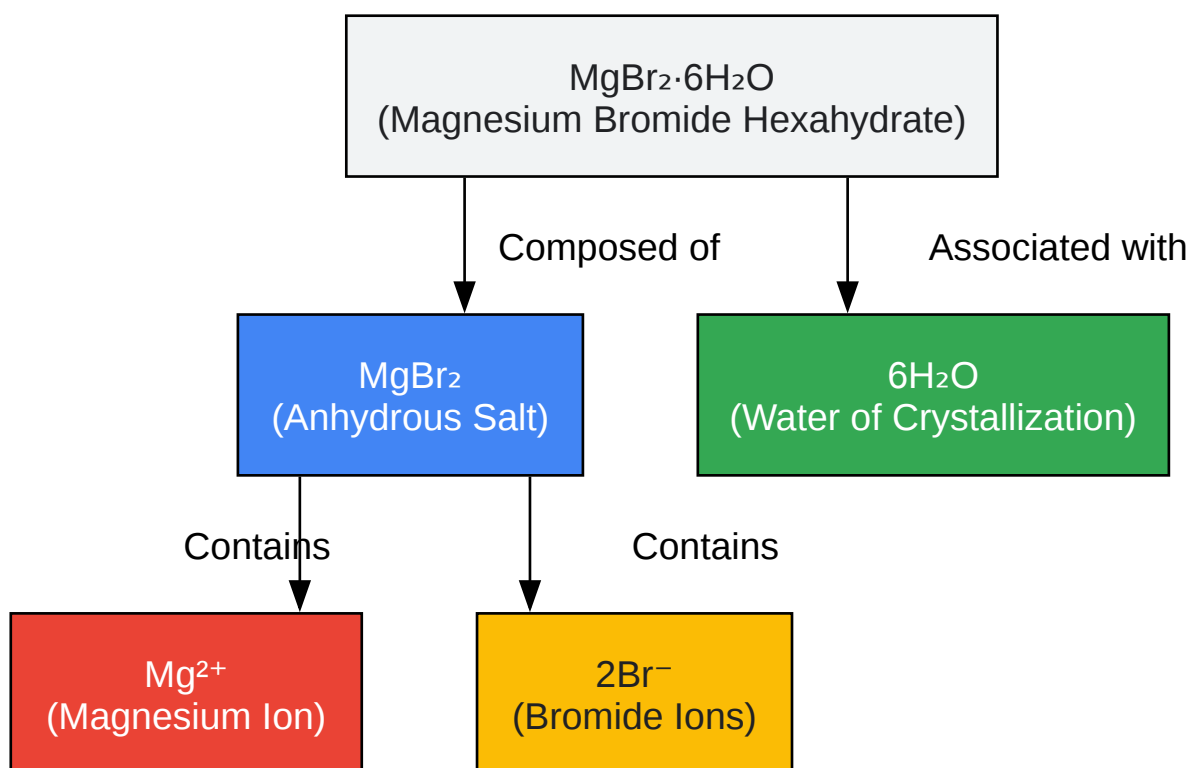 MgBr₂·6H₂O
(Magnesium Bromide Hexahydrate)
Composed of
Associated with
MgBr₂
(Anhydrous Salt)
6H₂O
(Water of Crystallization)
Contains
Contains
Mg²⁺
(Magnesium Ion)
2Br⁻
(Bromide Ions)